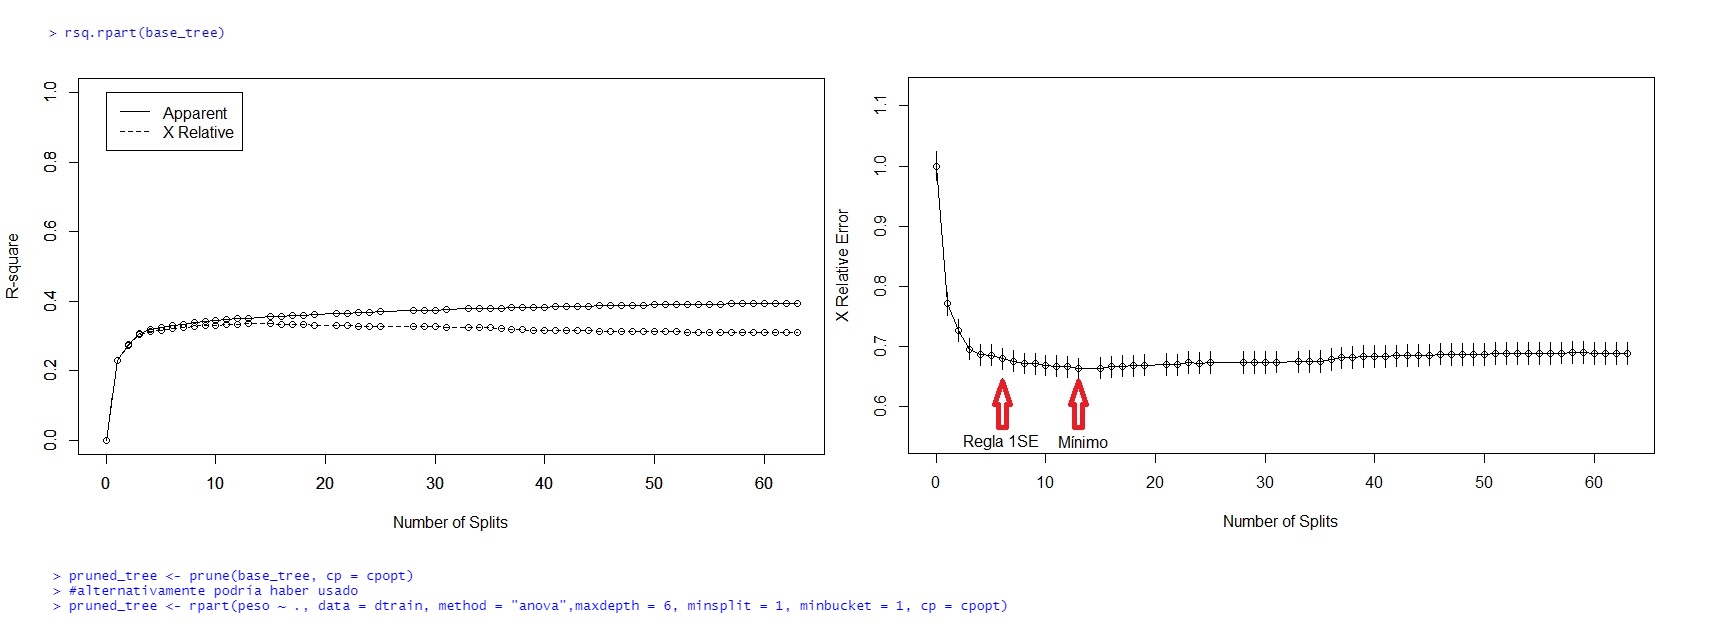 > rsq.rpart(base_tree)
Apparent
X Relative
R-square
0.0 0.2 0.4 0.6 0.8 1.0
0 10 20 30 40 50 60
Number of Splits
X Relative Error
0.6 0.7 0.8 0.9 1.0 1.1
Regla 1SE
Mínimo
0 10 20 30 40 50 60
Number of Splits
> pruned_tree <- prune(base_tree, cp = cpopt)
> #alternativamente podría haber usado
> pruned_tree <- rpart(peso ~ ., data = dtrain, method = "anova",maxdepth = 6, minsplit = 1, minbucket = 1, cp = cpopt)